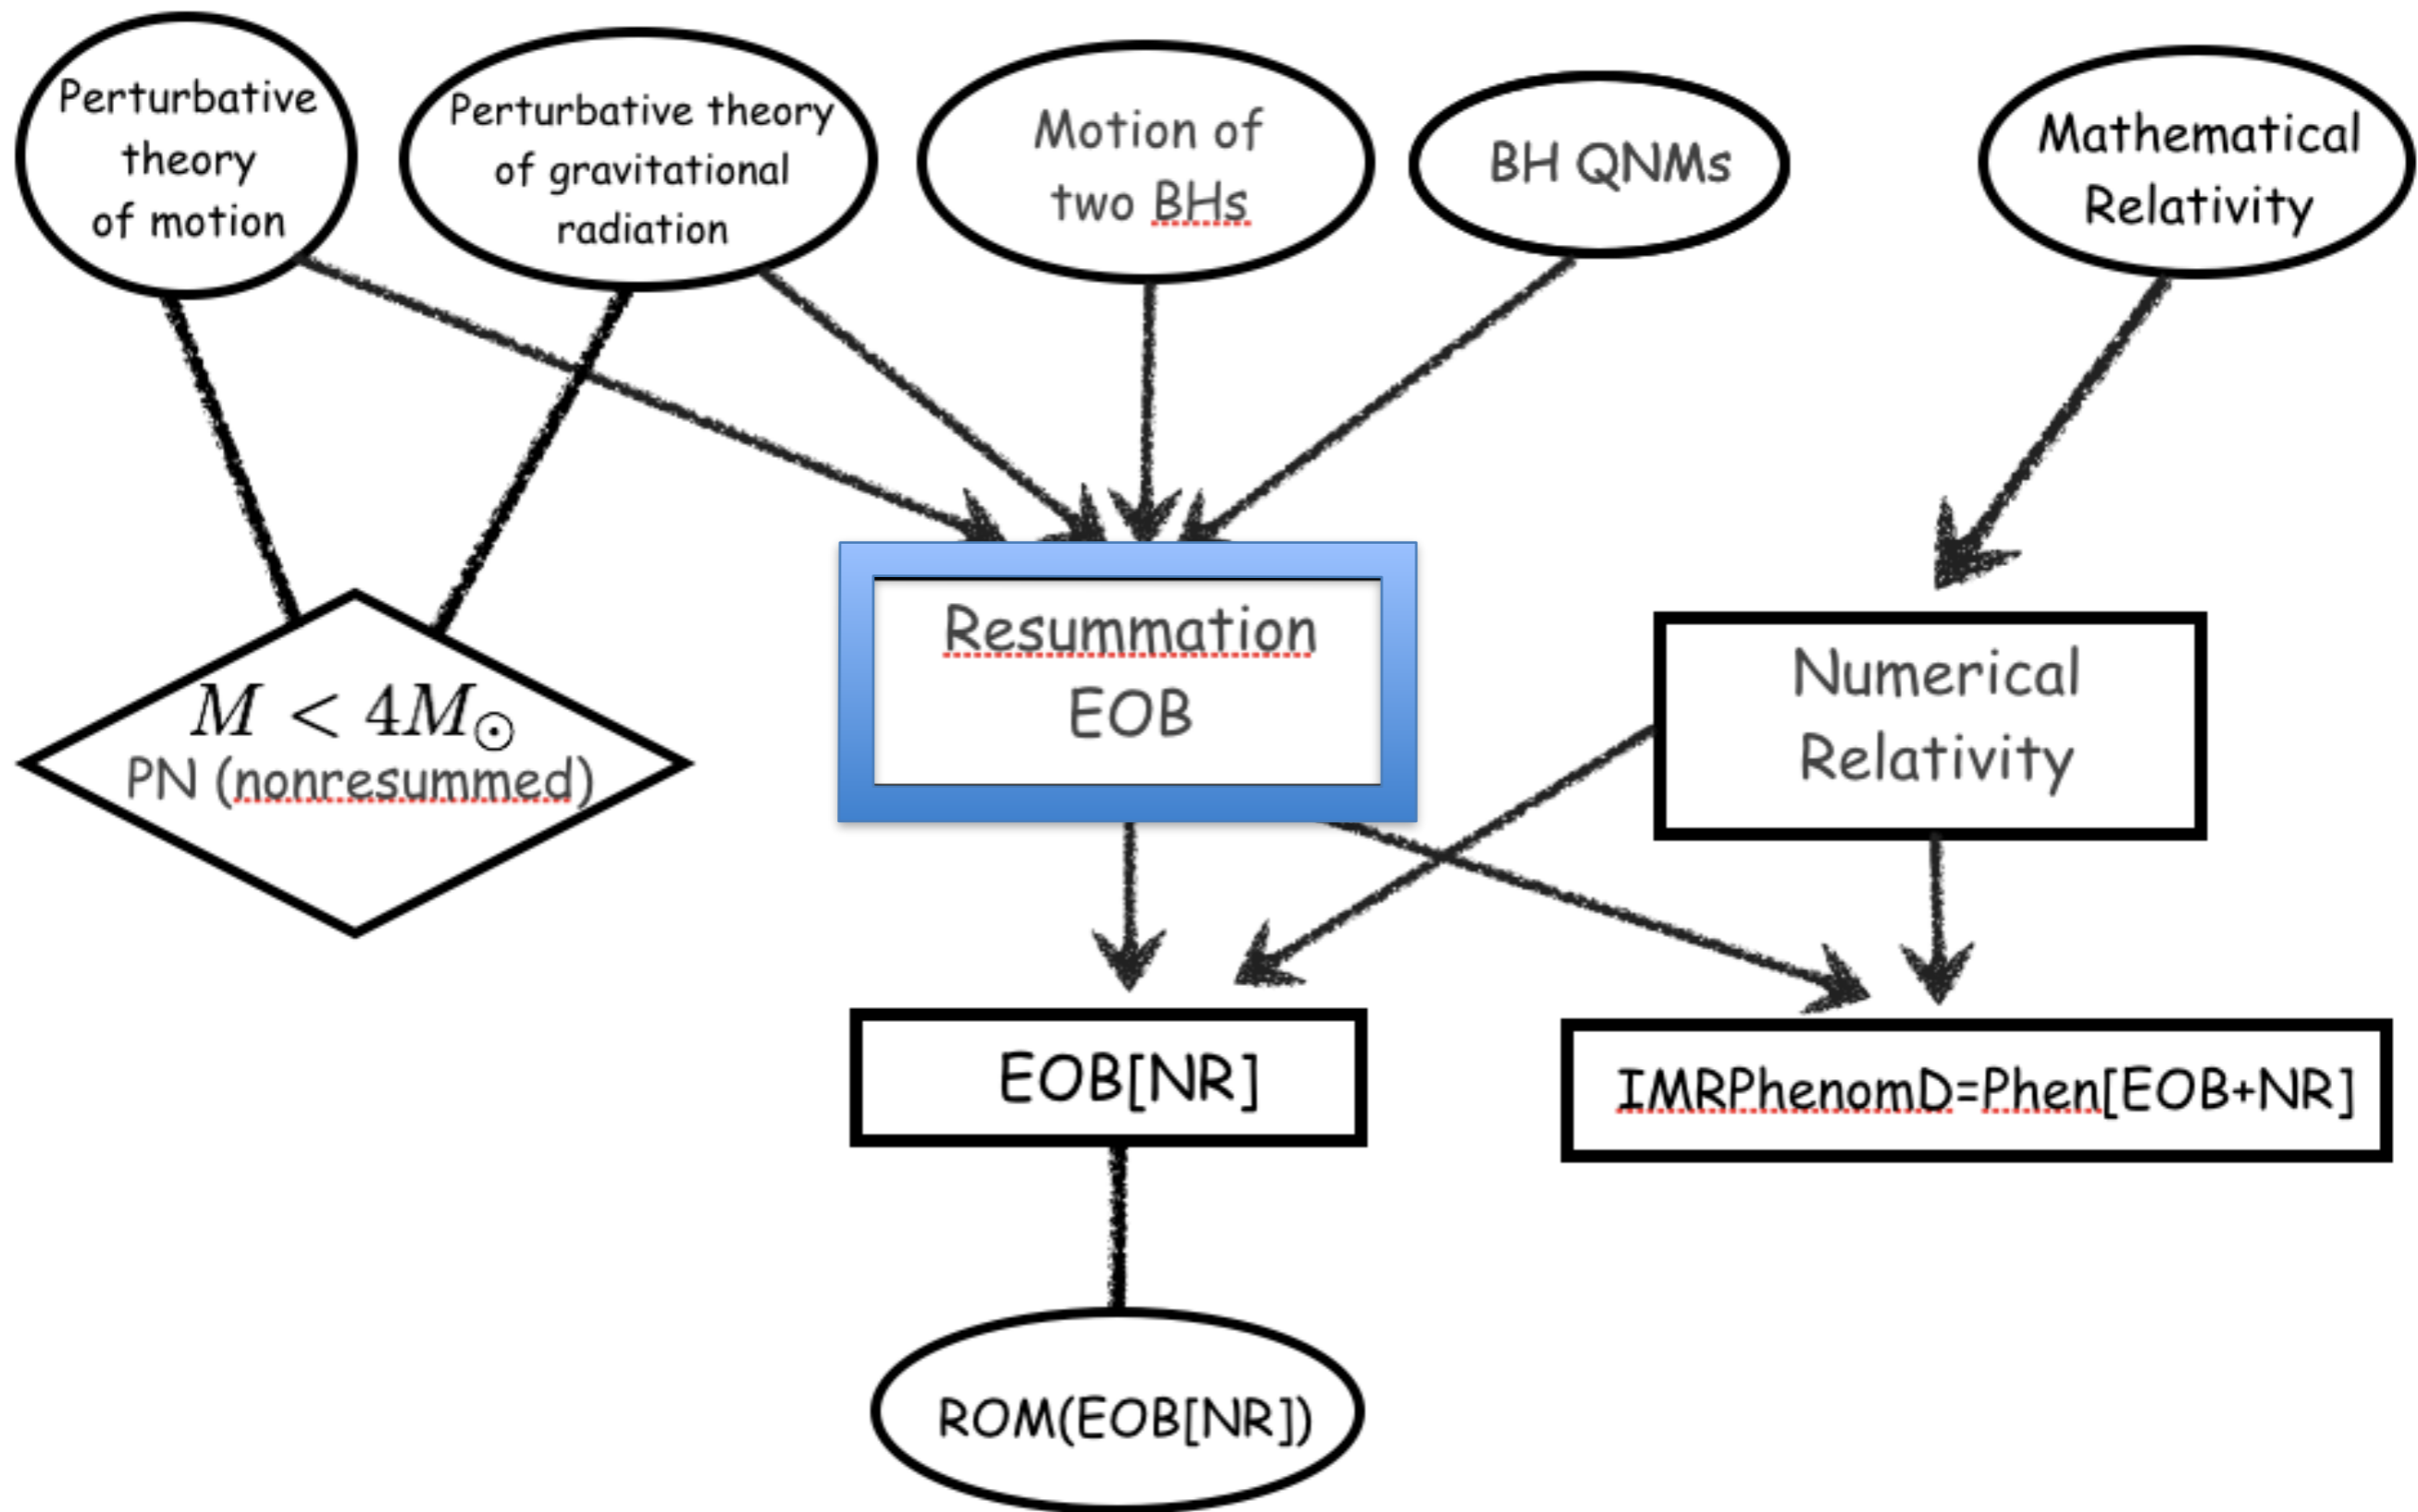 Perturbative
theory
of motion
Perturbative theory
of gravitational
radiation
Motion of
two BHs
BH QNMs
Mathematical
Relativity
M < 4M⊙
PN (nonresummed)
Resummation
EOB
Numerical
Relativity
EOB[NR]
IMRPhenomD=Phen[EOB+NR]
ROM(EOB[NR])